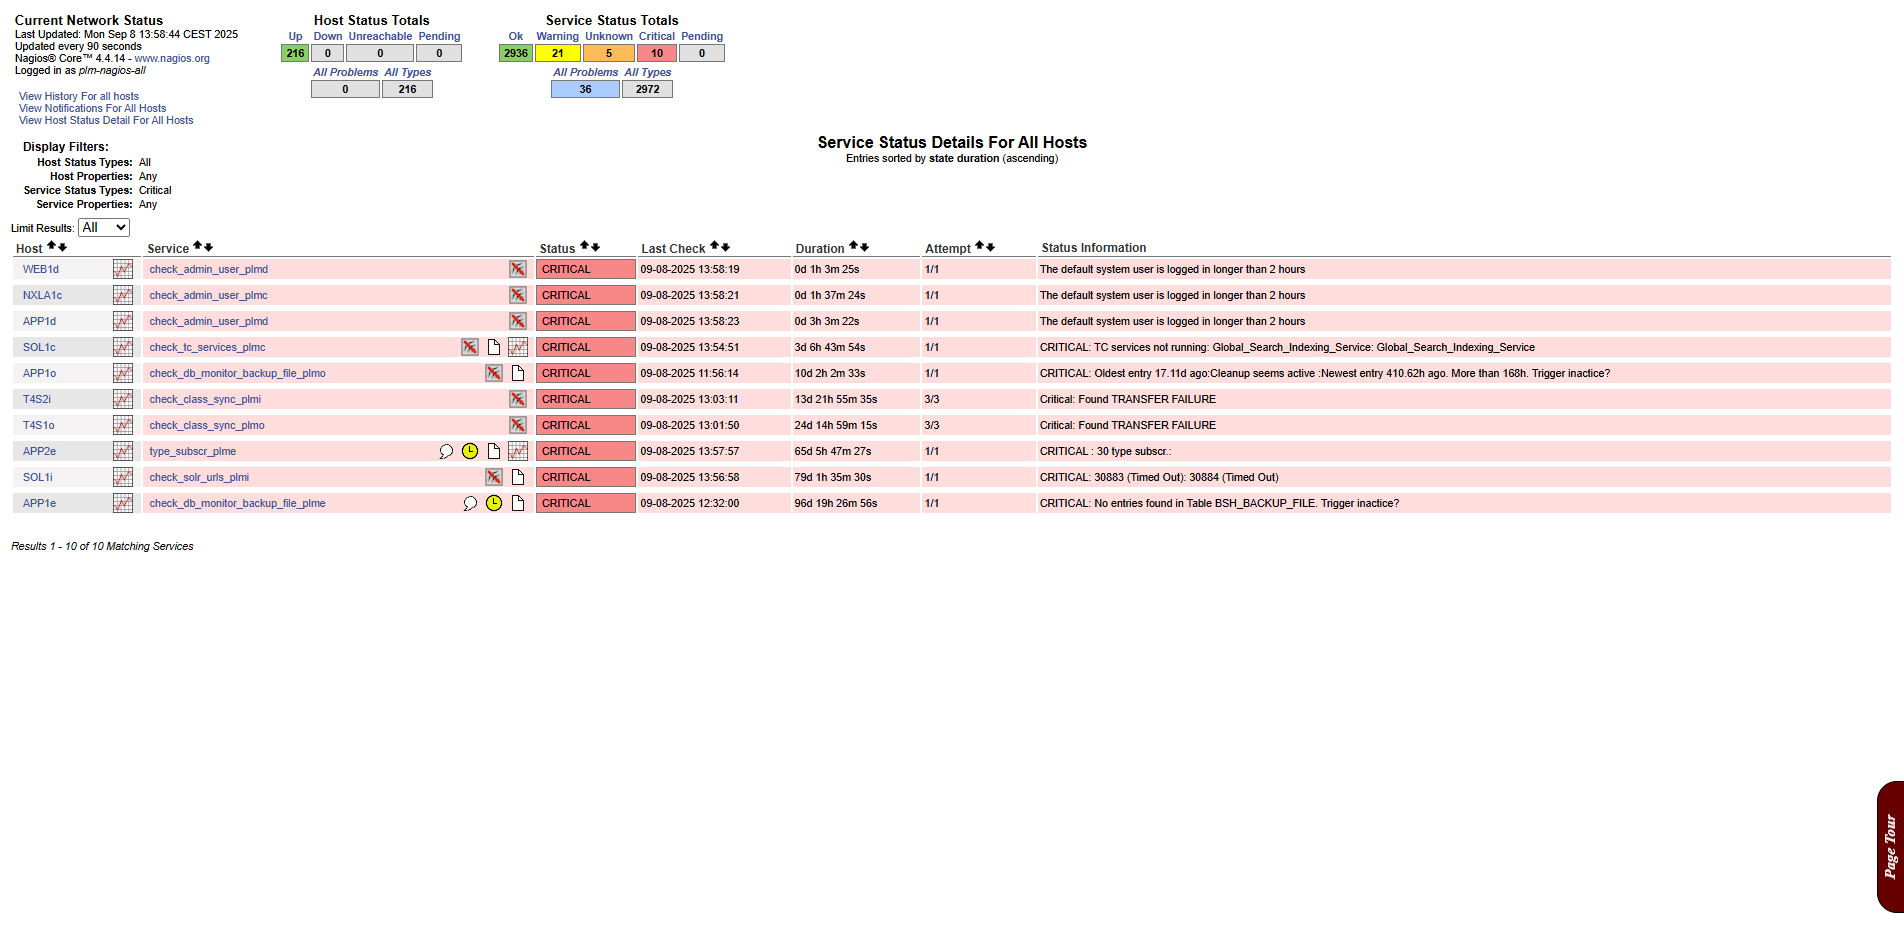 Current Network Status
Last Updated: Mon Sep 8 13:58:44 CEST 2025
Updated every 90 seconds
Nagios® Core™ 4.4.14 - www.nagios.org
Logged in as plm-nagios-all
View History For all hosts
View Notifications For All Hosts
View Host Status Detail For All Hosts
Host Status Totals
Up Down Unreachable Pending
216 0 0 0
All Problems All Types
0 216
Service Status Totals
Ok Warning Unknown Critical Pending
2936 21 5 10 0
All Problems All Types
36 2972
Display Filters:
Host Status Types: All
Host Properties: Any
Service Status Types: Critical
Service Properties: Any
Service Status Details For All Hosts
Entries sorted by state duration (ascending)
Limit Results: All
Host Service Status Last Check Duration Attempt Status Information
WEB1d check_admin_user_plmd CRITICAL 09-08-2025 13:58:19 0d 1h 3m 25s 1/1 The default system user is logged in longer than 2 hours
NXLA1c check_admin_user_plmc CRITICAL 09-08-2025 13:58:21 0d 1h 37m 24s 1/1 The default system user is logged in longer than 2 hours
APP1d check_admin_user_plmd CRITICAL 09-08-2025 13:58:23 0d 3h 3m 22s 1/1 The default system user is logged in longer than 2 hours
SOL1c check_tc_services_plmc CRITICAL 09-08-2025 13:54:51 3d 6h 43m 54s 1/1 CRITICAL: TC services not running: Global_Search_Indexing_Service: Global_Search_Indexing_Service
APP1o check_db_monitor_backup_file_plmo CRITICAL 09-08-2025 11:56:14 10d 2h 2m 33s 1/1 CRITICAL: Oldest entry 17.11d ago:Cleanup seems active :Newest entry 410.62h ago. More than 168h. Trigger inactice?
T4S2i check_class_sync_plmi CRITICAL 09-08-2025 13:03:11 13d 21h 55m 35s 3/3 Critical: Found TRANSFER FAILURE
T4S1o check_class_sync_plmo CRITICAL 09-08-2025 13:01:50 24d 14h 59m 15s 3/3 Critical: Found TRANSFER FAILURE
APP2e type_subscr_plme CRITICAL 09-08-2025 13:57:57 65d 5h 47m 27s 1/1 CRITICAL : 30 type subscr.:
SOL1i check_solr_urls_plmi CRITICAL 09-08-2025 13:56:58 79d 1h 35m 30s 1/1 CRITICAL: 30883 (Timed Out): 30884 (Timed Out)
APP1e check_db_monitor_backup_file_plme CRITICAL 09-08-2025 12:32:00 96d 19h 26m 56s 1/1 CRITICAL: No entries found in Table BSH_BACKUP_FILE. Trigger inactice?
Results 1 - 10 of 10 Matching Services
Page Tour